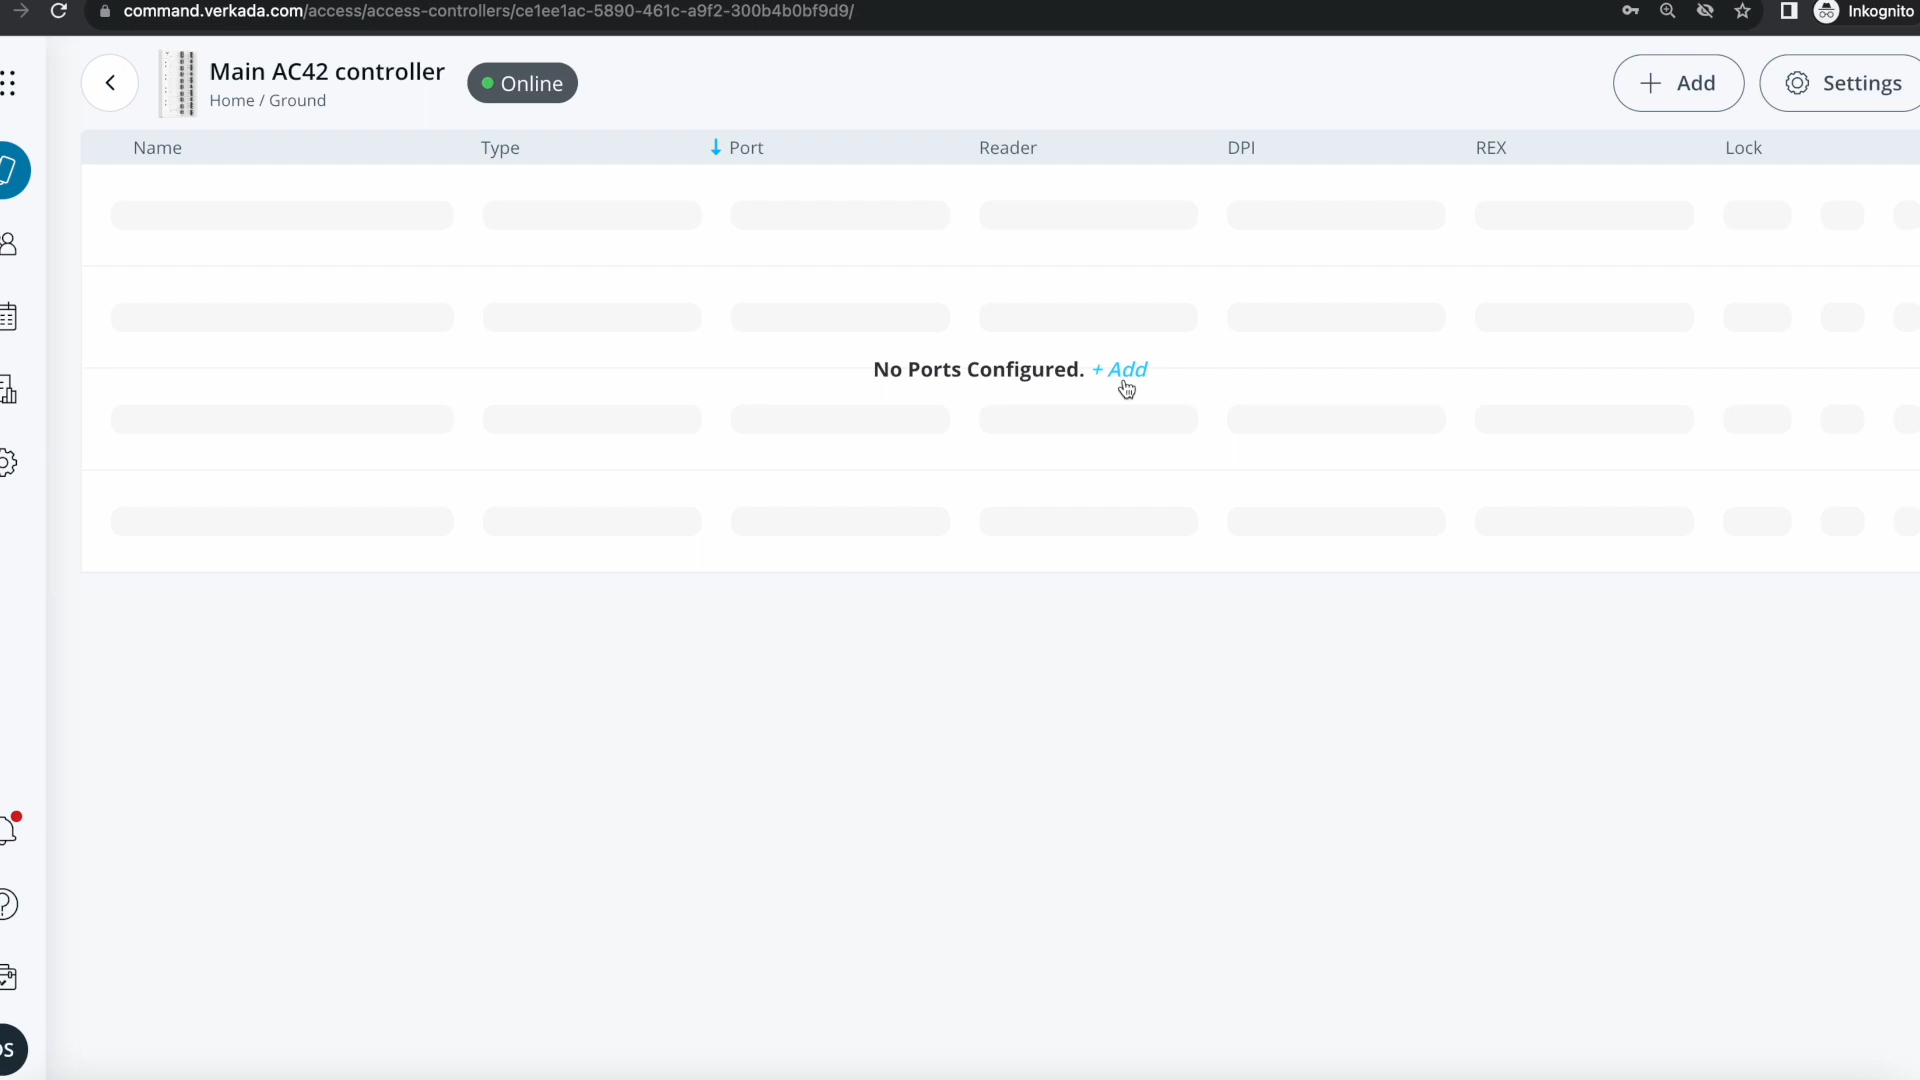 command.verkada.com/access/access-controllers/ce1ee1ac-5890-461c-a9f2-300b4b0bf9d9/
Inkognito
Main AC42 controller
Home / Ground
Online
+ Add
Settings
Name Type ↓ Port Reader DPI REX Lock
No Ports Configured. + Add